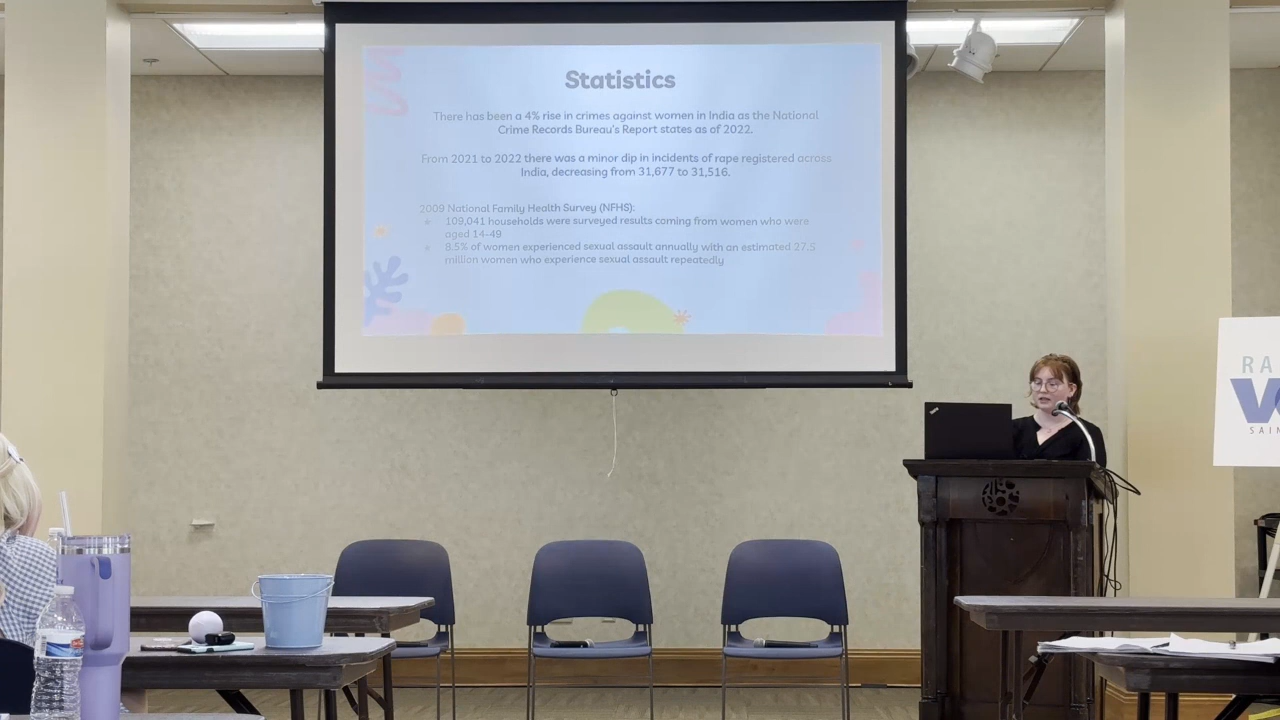 Statistics
There has been a 4% rise in crimes against women in India as the National
Crime Records Bureau's Report states as of 2022.
From 2021 to 2022 there was a minor dip in incidents of rape registered across
India, decreasing from 31,677 to 31,516.
2009 National Family Health Survey (NFHS):
109,041 households were surveyed results coming from women who were
aged 14-49
8.5% of women experienced sexual assault annually with an estimated 27.5
million women who experience sexual assault repeatedly
RA
SAI